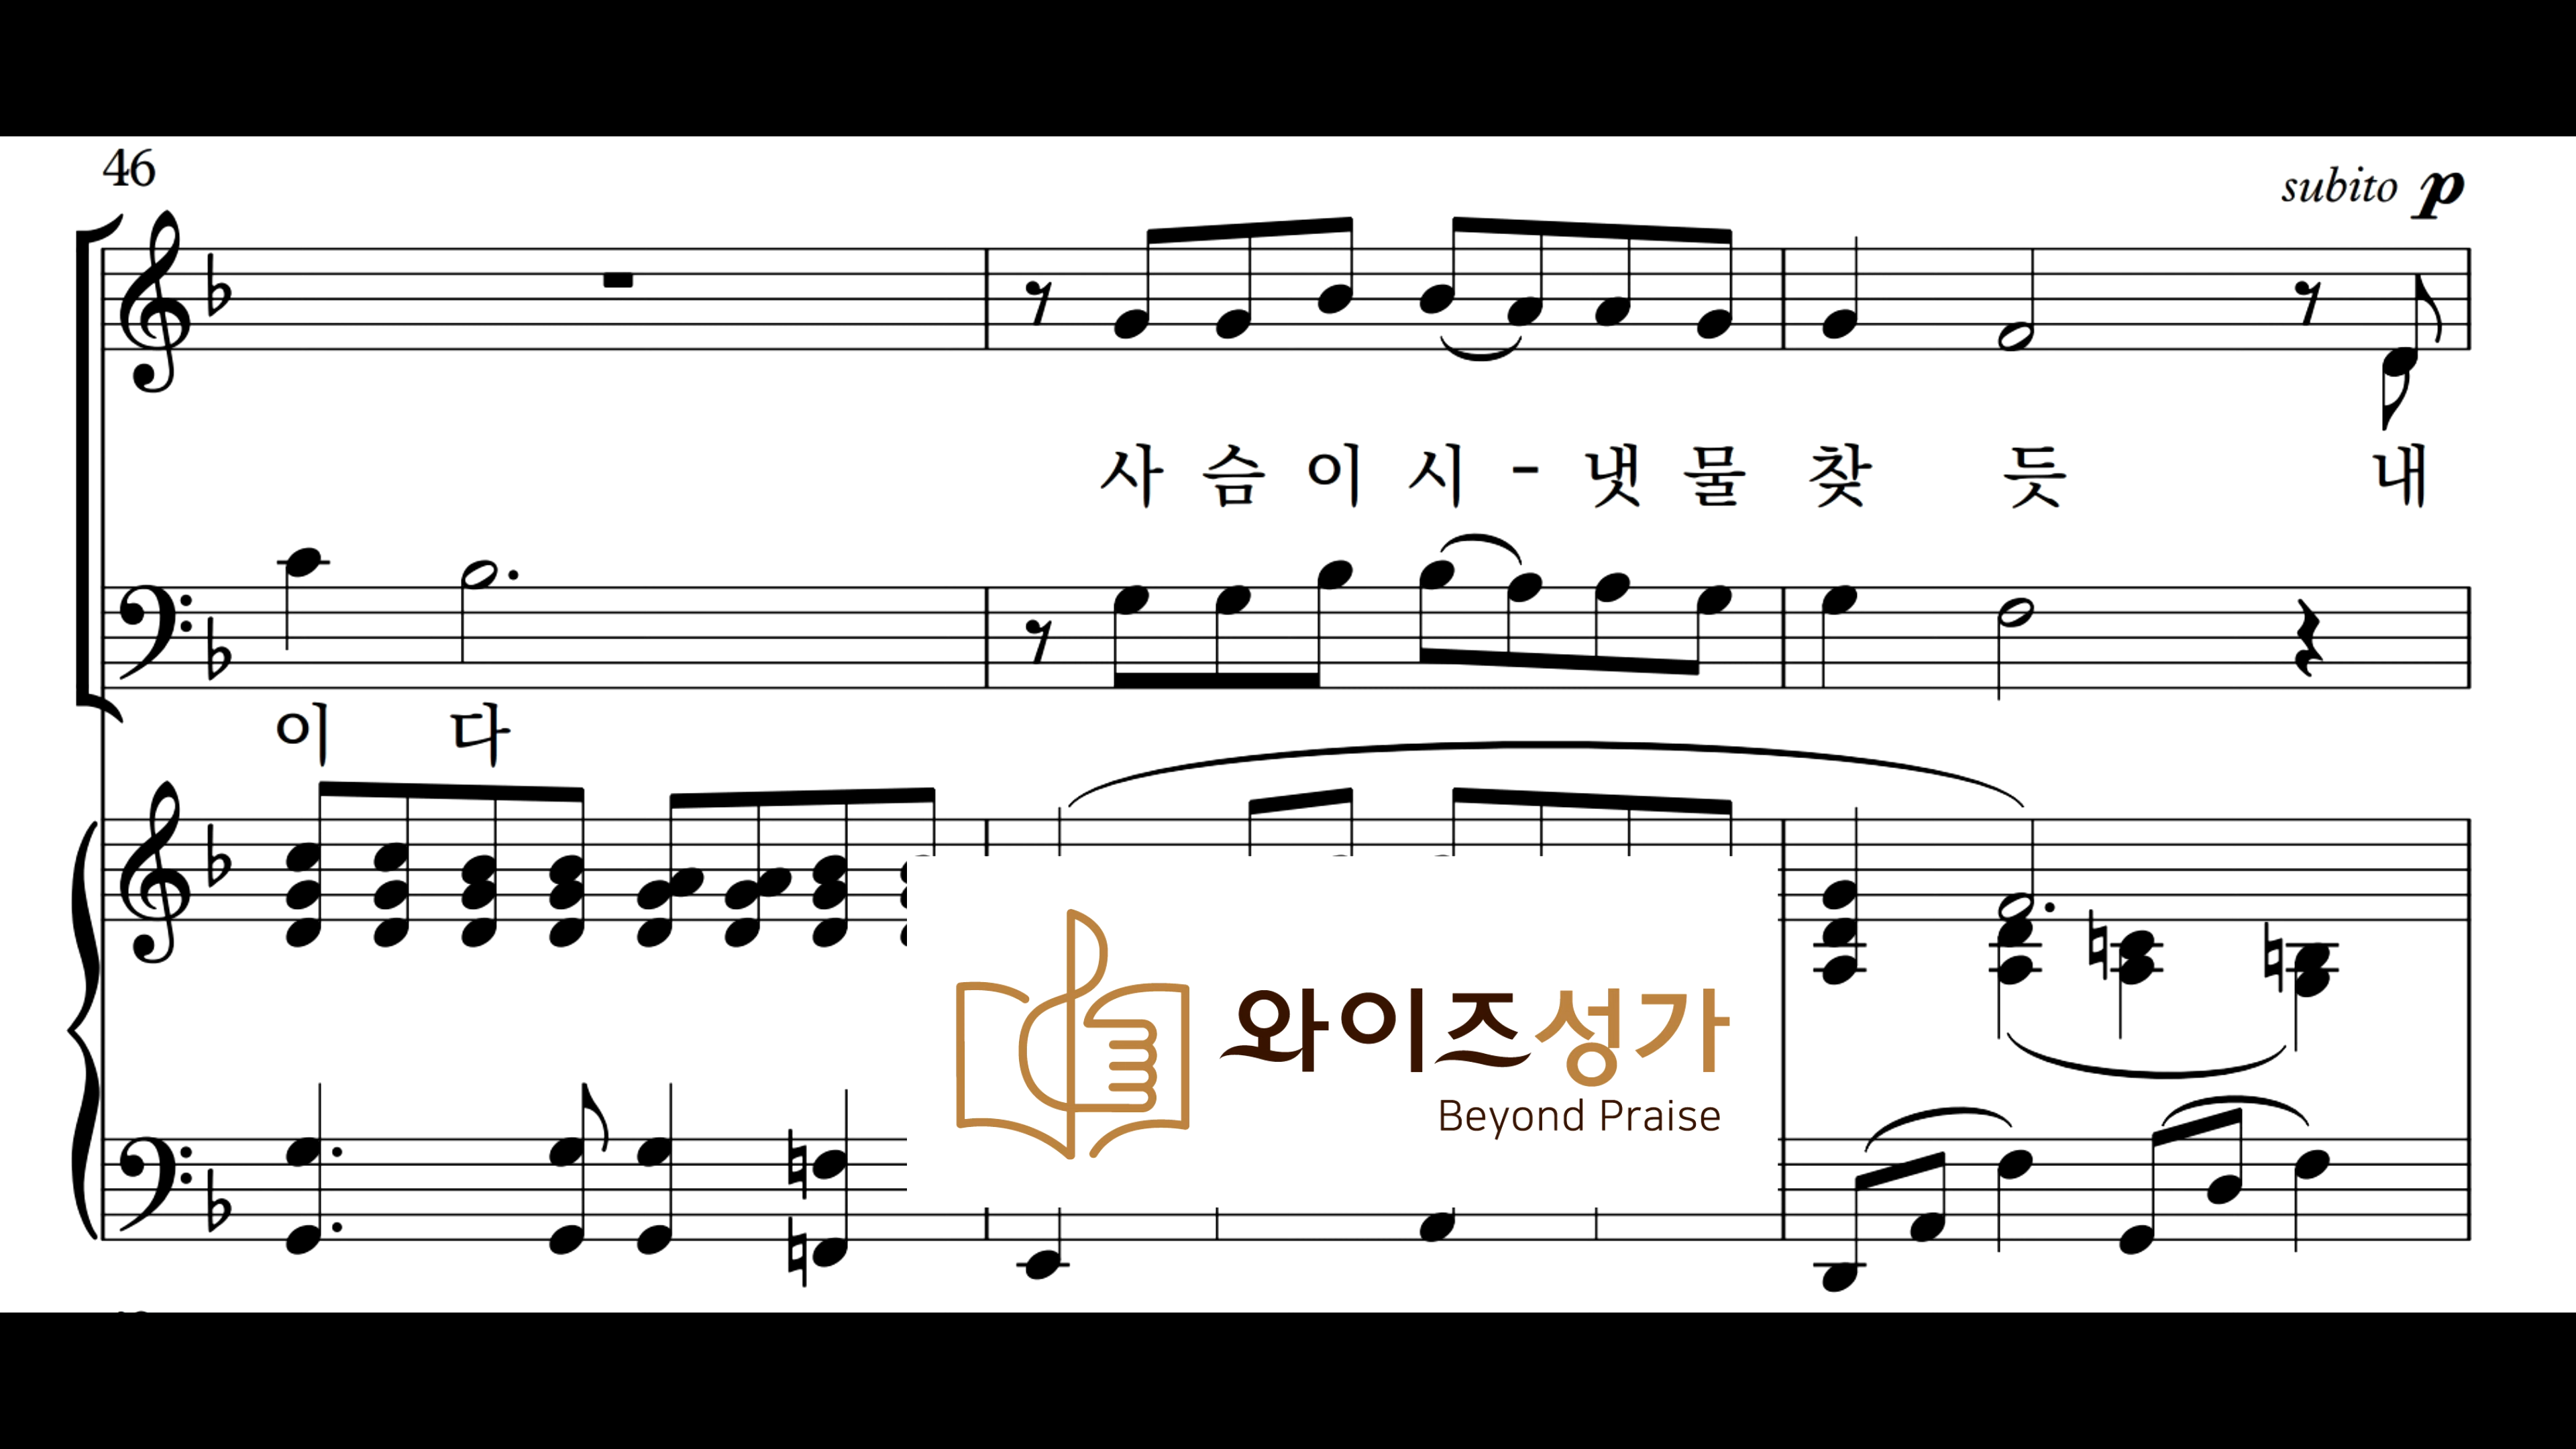 46
subito p
사 슴 이 시 - 냇 물 찾 듯 내
이 다
와이즈성가
Beyond Praise